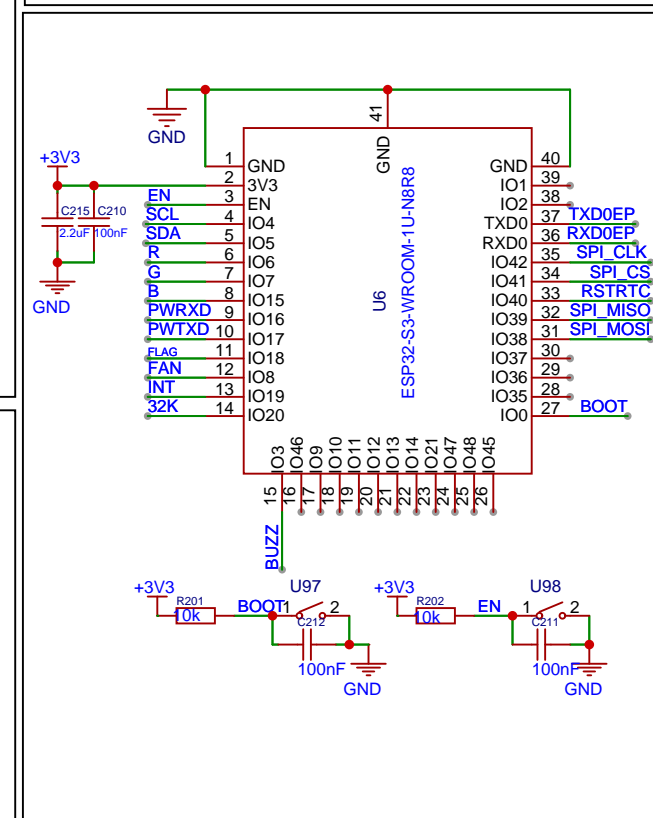 41
GND
GND
+3V3
1 GND
GND 40
2 3V3
IO1 39
EN 3 EN
IO2 38
C215 C210
SCL 4 IO4
TXD0 37 TXD0EP
2.2uF 100nF
SDA 5 IO5
RXD0 36 RXD0EP
R 6 IO6
IO42 35 SPI_CLK
G 7 IO7
IO41 34 SPI_CS
GND
B 8 IO15
IO40 33 RSTRTC
PWRXD 9 IO16
IO39 32 SPI_MISO
PWTXD 10 IO17
IO38 31 SPI_MOSI
FLAG 11 IO18
IO37 30
FAN 12 IO8
IO36 29
INT 13 IO19
IO35 28
32K 14 IO20
IO0 27 BOOT
U6
ESP32-S3-WROOM-1U-N8R8
IO3 IO46 IO9 IO10 IO11 IO12 IO13 IO14 IO21 IO47 IO48 IO45
15 16 17 18 19 20 21 22 23 24 25 26
BUZZ
+3V3
R201
10k
BOOT
U97
1 2
C212
100nF
GND
+3V3
R202
10k
EN
U98
1 2
C211
100nF
GND